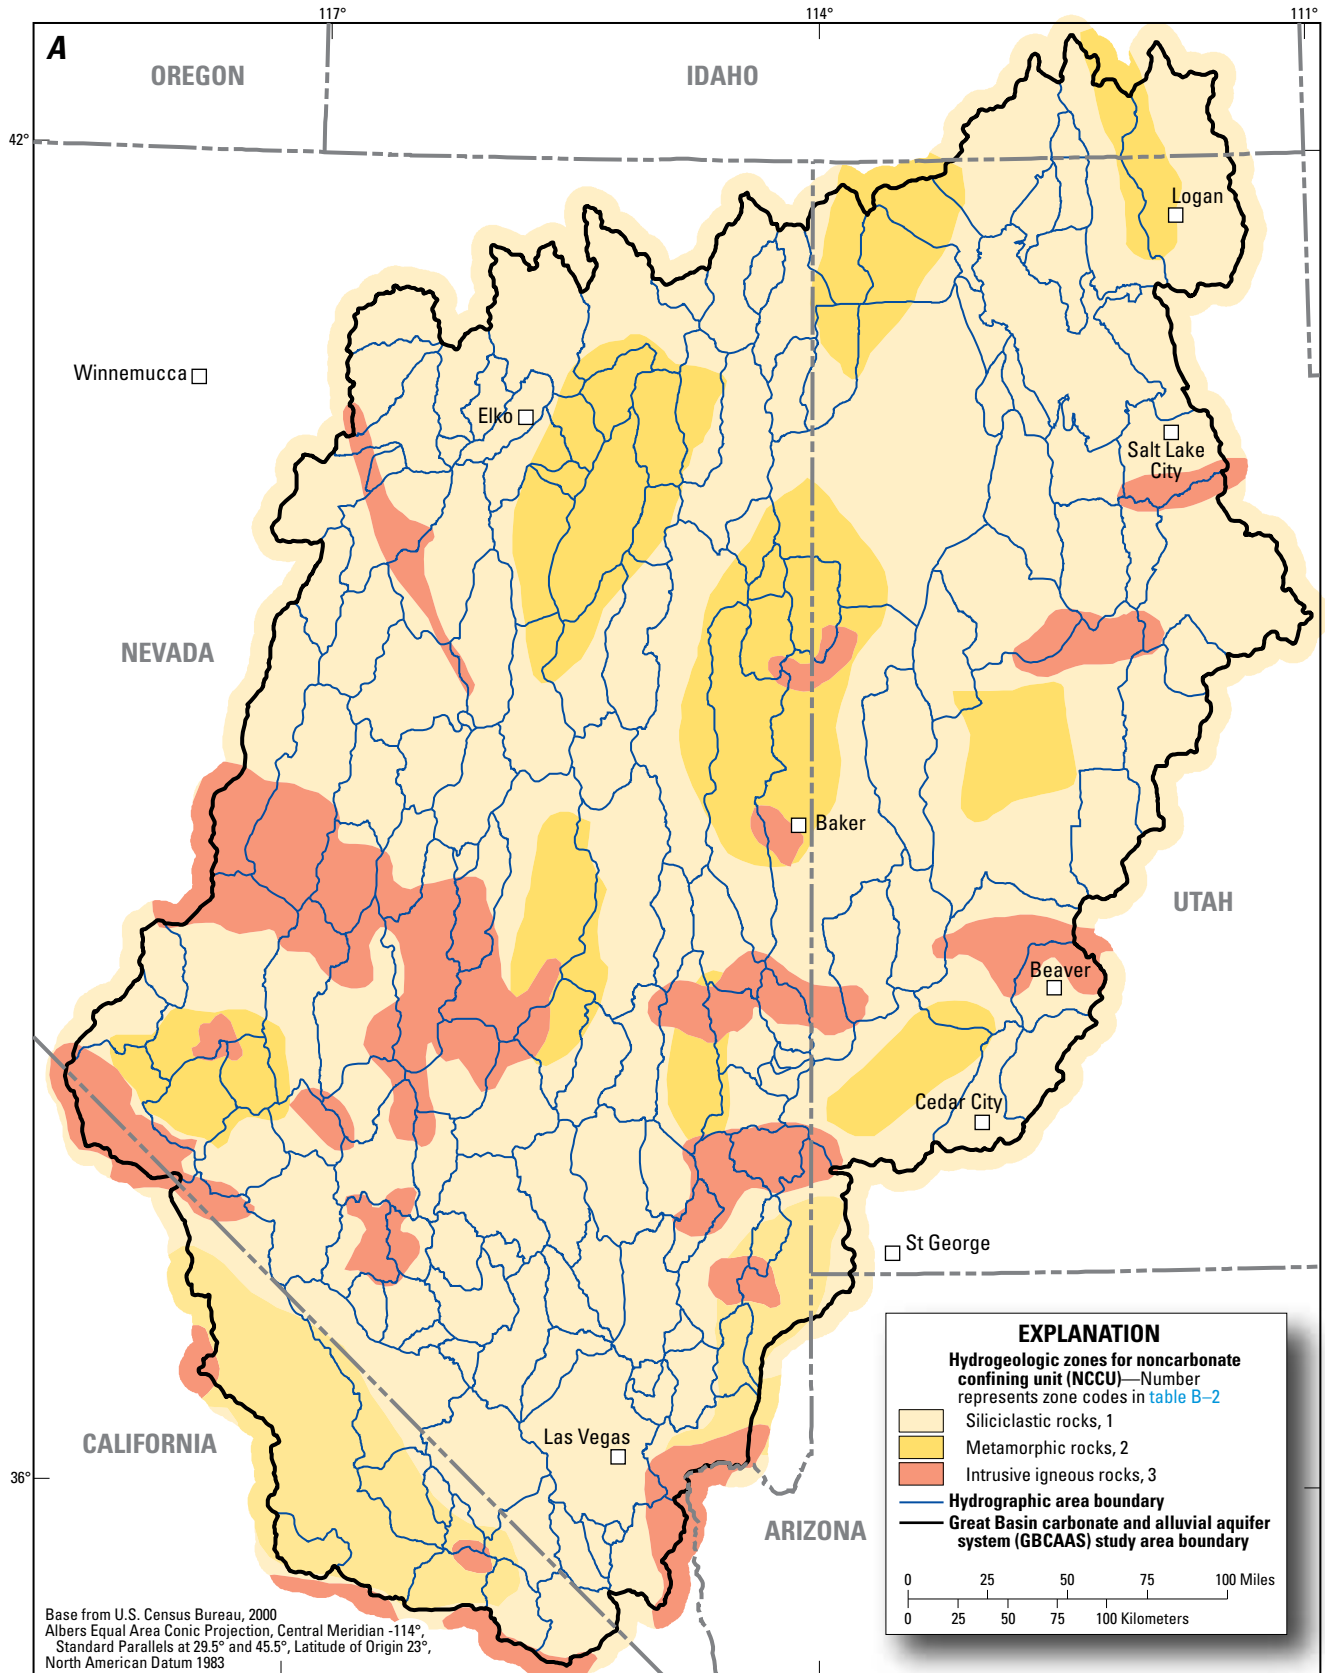 117°
114°
111°
A
OREGON
IDAHO
42°
Logan
Winnemucca
Elko
Salt Lake
City
NEVADA
Baker
UTAH
Beaver
Cedar City
St George
EXPLANATION
Hydrogeologic zones for noncarbonate
confining unit (NCCU)—Number
represents zone codes in table B–2
Siliciclastic rocks, 1
Metamorphic rocks, 2
Intrusive igneous rocks, 3
Hydrographic area boundary
Great Basin carbonate and alluvial aquifer
system (GBCAAS) study area boundary
0 25 50 75 100 Miles
0 25 50 75 100 Kilometers
Las Vegas
CALIFORNIA
36°
ARIZONA
Base from U.S. Census Bureau, 2000
Albers Equal Area Conic Projection, Central Meridian -114°,
Standard Parallels at 29.5° and 45.5°, Latitude of Origin 23°,
North American Datum 1983